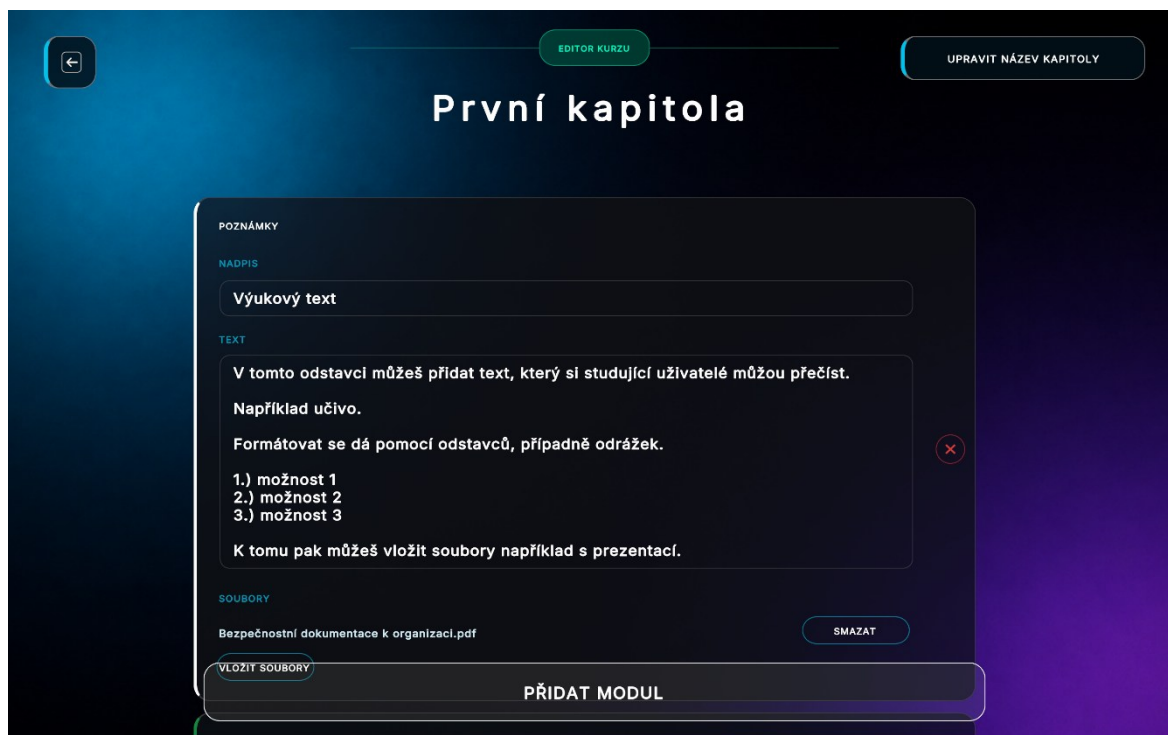 EDITOR KURZU
UPRAVIT NÁZEV KAPITOLY
První kapitola
POZNÁMKY
NADPIS
Výukový text
TEXT
V tomto odstavci můžeš přidat text, který si studující uživatelé můžou přečíst.
Například učivo.
Formátovat se dá pomocí odstavců, případně odrážek.
1.) možnost 1
2.) možnost 2
3.) možnost 3
K tomu pak můžeš vložit soubory například s prezentací.
SOUBORY
Bezpečnostní dokumentace k organizaci.pdf
SMAZAT
VLOŽIT SOUBORY
PŘIDAT MODUL